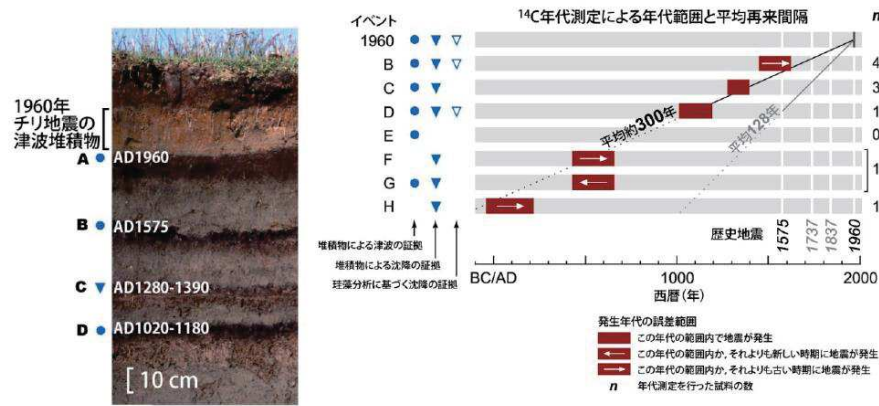 1960年
チリ地震の
津波堆積物
A AD1960
B AD1575
C AD1280-1390
D AD1020-1180
10 cm
イベント
14C年代測定による年代範囲と平均再来間隔
n
1960
B
4
C
3
D
1
E
0
F
G
1
H
1
平均約300年
平均128年
歴史地震
1575
1737
1837
1960
堆積物による津波の証拠
堆積物による沈降の証拠
珪藻分析に基づく沈降の証拠
BC/AD
1000
2000
西暦(年)
発生年代の誤差範囲
この年代の範囲内で地震が発生
この年代の範囲内か,それよりも新しい時期に地震が発生
この年代の範囲内か,それよりも古い時期に地震が発生
n 年代測定を行った試料の数